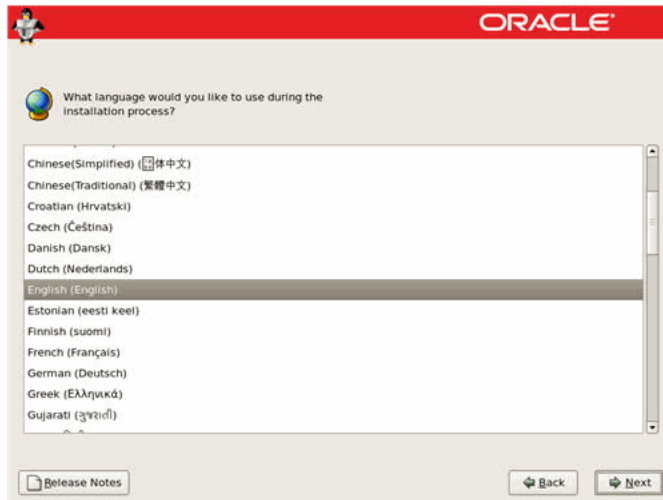 ORACLE
What language would you like to use during the
installation process?
Chinese(Simplified) (体中文)
Chinese(Traditional) (繁體中文)
Croatian (Hrvatski)
Czech (Čeština)
Danish (Dansk)
Dutch (Nederlands)
English (English)
Estonian (eesti keel)
Finnish (suomi)
French (Français)
German (Deutsch)
Greek (Ελληνικά)
Gujarati (ગુજરાતી)
Release Notes
Back
Next